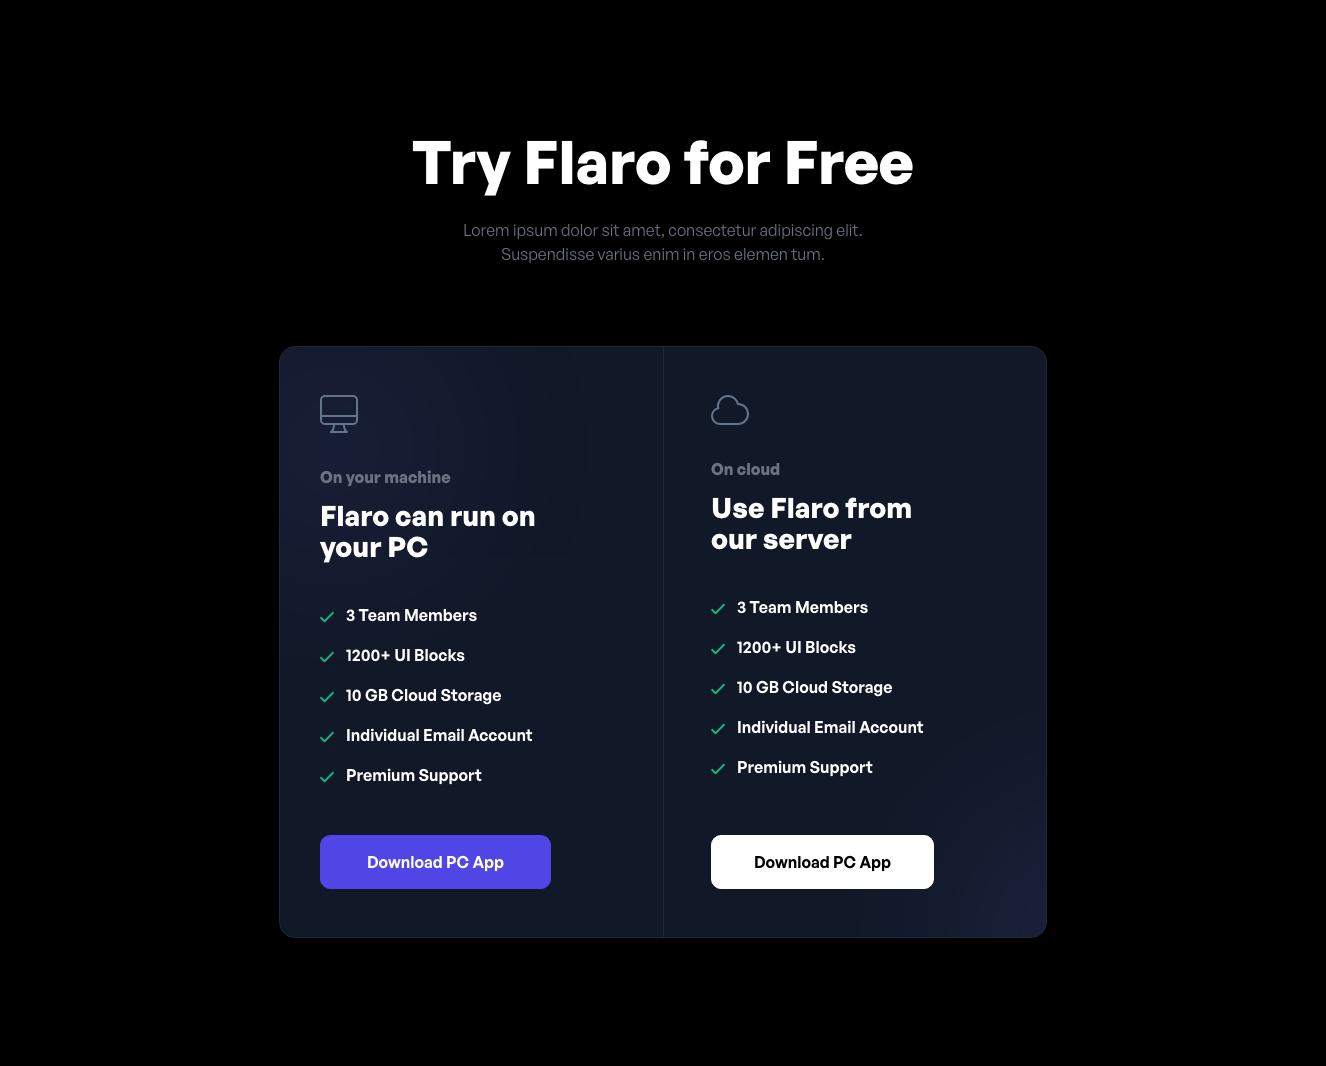 Try Flaro for Free
Lorem ipsum dolor sit amet, consectetur adipiscing elit.
Suspendisse varius enim in eros elemen tum.
On your machine
Flaro can run on
your PC
3 Team Members
1200+ UI Blocks
10 GB Cloud Storage
Individual Email Account
Premium Support
Download PC App
On cloud
Use Flaro from
our server
3 Team Members
1200+ UI Blocks
10 GB Cloud Storage
Individual Email Account
Premium Support
Download PC App